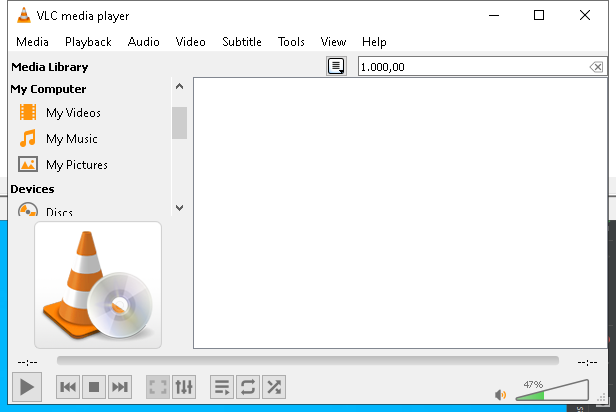 VLC media player
Media Playback Audio Video Subtitle Tools View Help
Media Library
1.000,00
My Computer
My Videos
My Music
My Pictures
Devices
Discs
--:-- --:--
47%